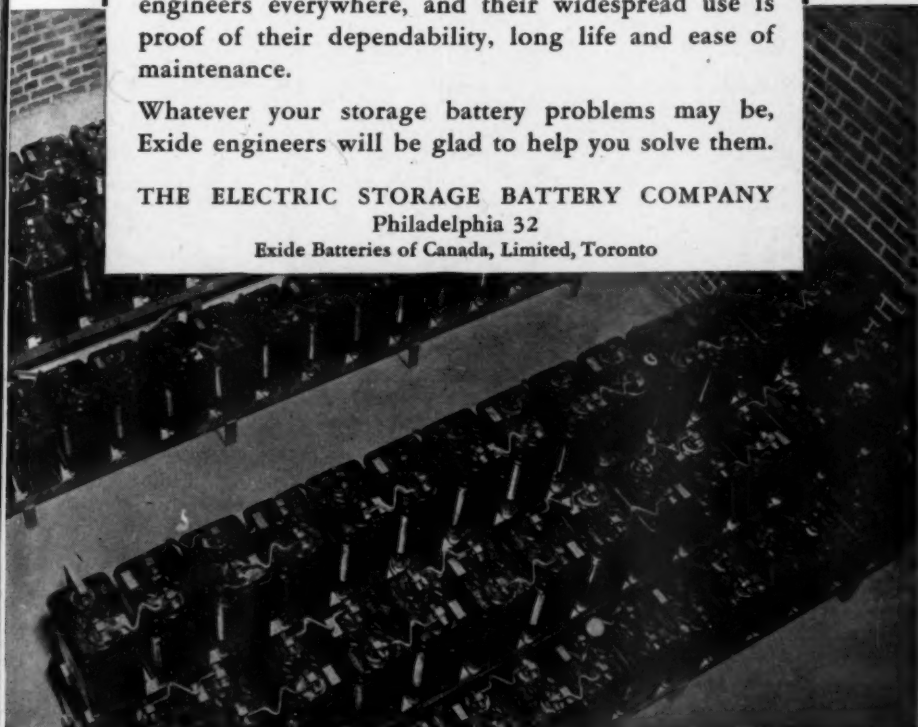 engineers everywhere, and their widespread use is
proof of their dependability, long life and ease of
maintenance.
Whatever your storage battery problems may be,
Exide engineers will be glad to help you solve them.
THE ELECTRIC STORAGE BATTERY COMPANY
Philadelphia 32
Exide Batteries of Canada, Limited, Toronto